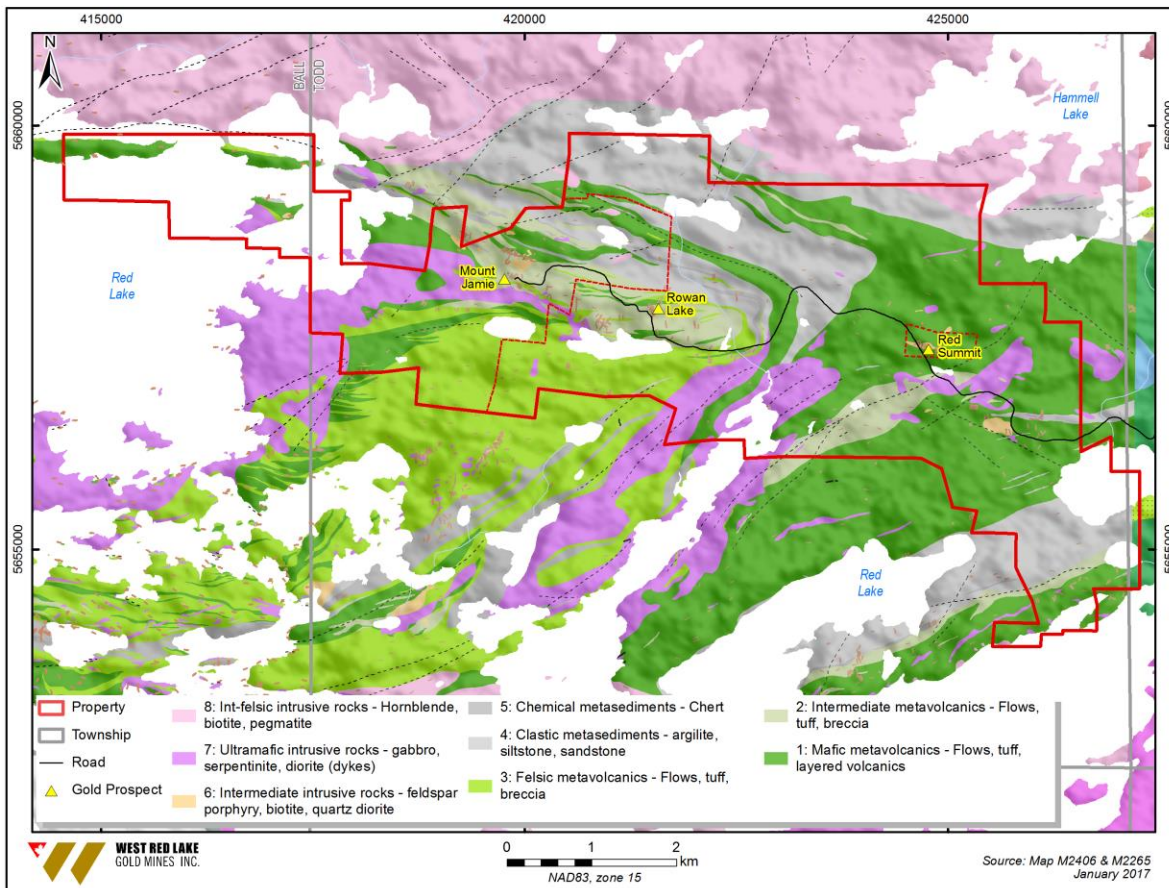 415000
420000
425000
N
BALL
TODD
5660000
5660000
Hammell
Lake
Red
Lake
Mount
Jamie
Rowan
Lake
Red
Summit
5655000
5655000
Red
Lake
Property
Township
Road
Gold Prospect
8: Int-felsic intrusive rocks - Hornblende,
biotite, pegmatite
7: Ultramafic intrusive rocks - gabbro,
serpentinite, diorite (dykes)
6: Intermediate intrusive rocks - feldspar
porphyry, biotite, quartz diorite
5: Chemical metasediments - Chert
4: Clastic metasediments - argilite,
siltstone, sandstone
3: Felsic metavolcanics - Flows, tuff,
breccia
2: Intermediate metavolcanics - Flows,
tuff, breccia
1: Mafic metavolcanics - Flows, tuff,
layered volcanics
415000
420000
425000
WEST RED LAKE
GOLD MINES INC.
0 1 2
km
NAD83, zone 15
Source: Map M2406 & M2265
January 2017